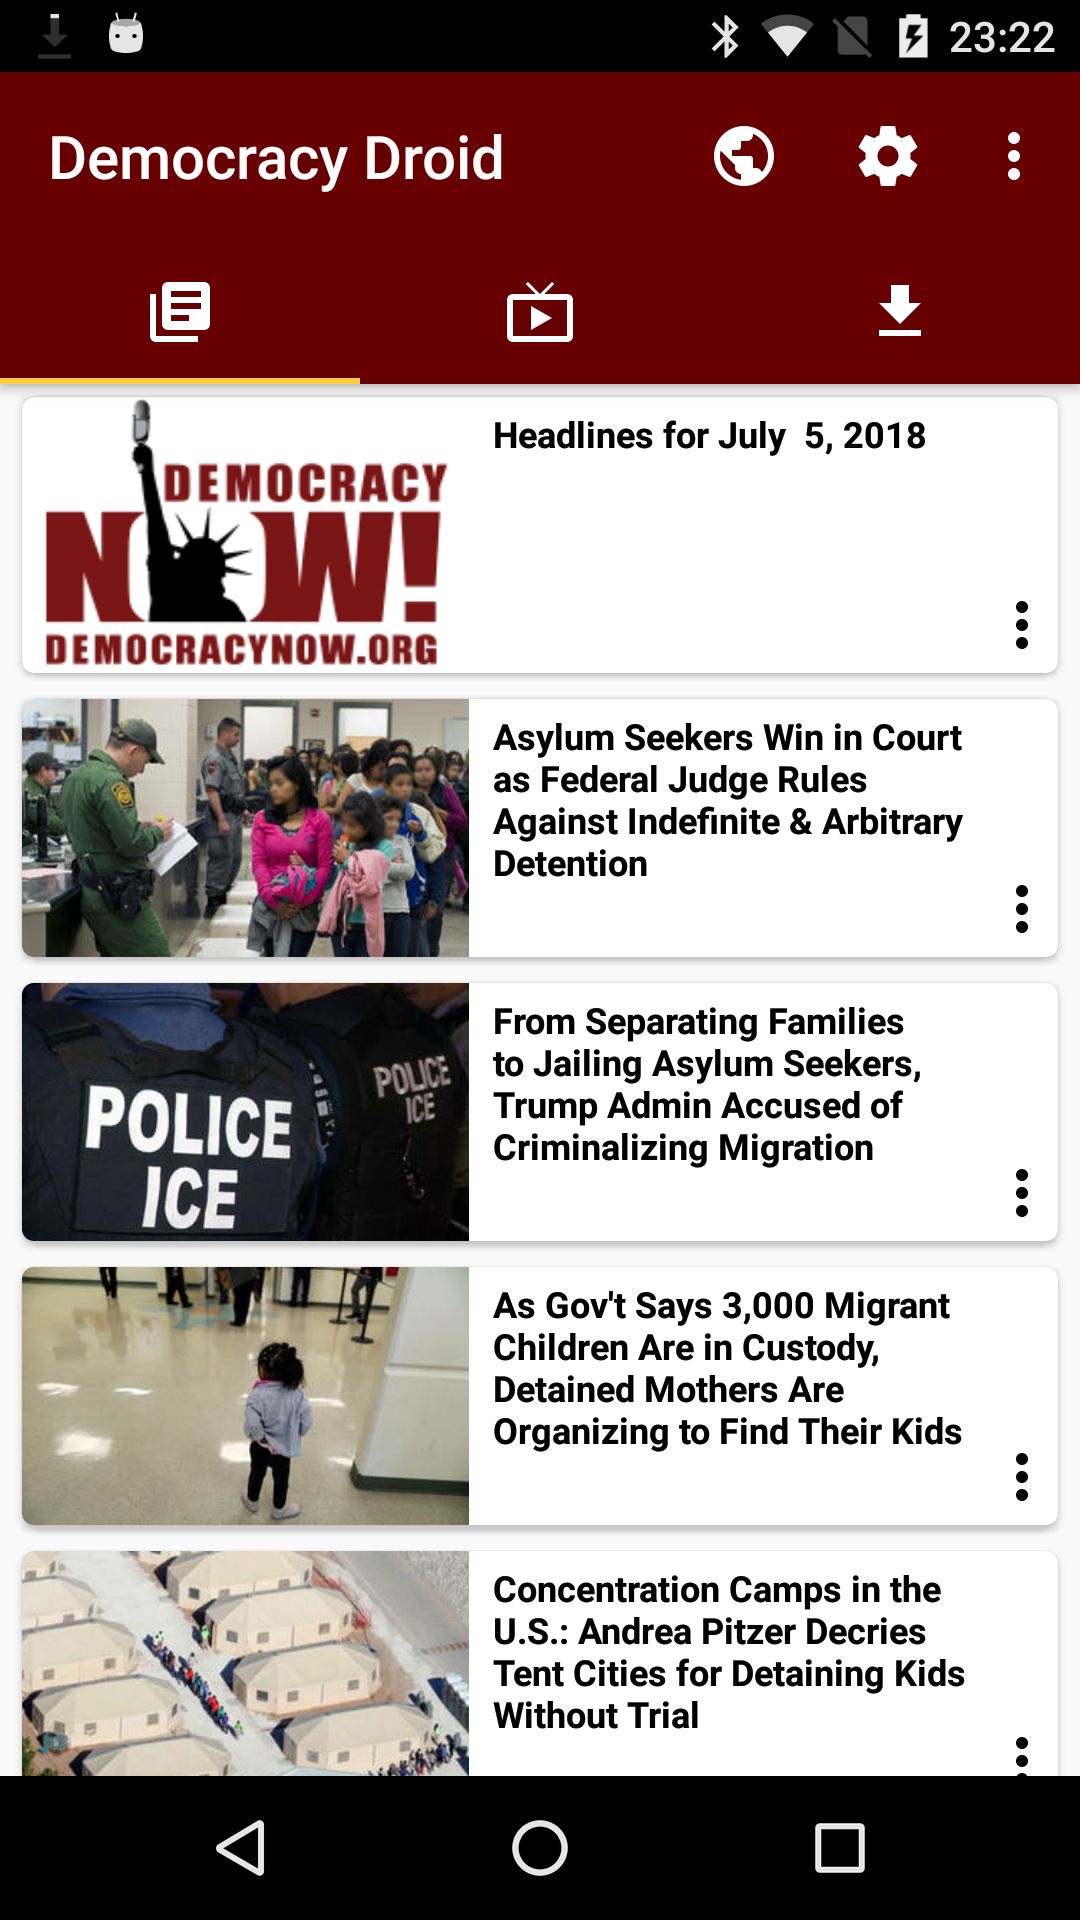 23:22
Democracy Droid
DEMOCRACY
NOW!
DEMOCRACYNOW.ORG
Headlines for July  5, 2018
Asylum Seekers Win in Court
as Federal Judge Rules
Against Indefinite & Arbitrary
Detention
POLICE
ICE
POLICE
ICE
From Separating Families
to Jailing Asylum Seekers,
Trump Admin Accused of
Criminalizing Migration
As Gov't Says 3,000 Migrant
Children Are in Custody,
Detained Mothers Are
Organizing to Find Their Kids
Concentration Camps in the
U.S.: Andrea Pitzer Decries
Tent Cities for Detaining Kids
Without Trial